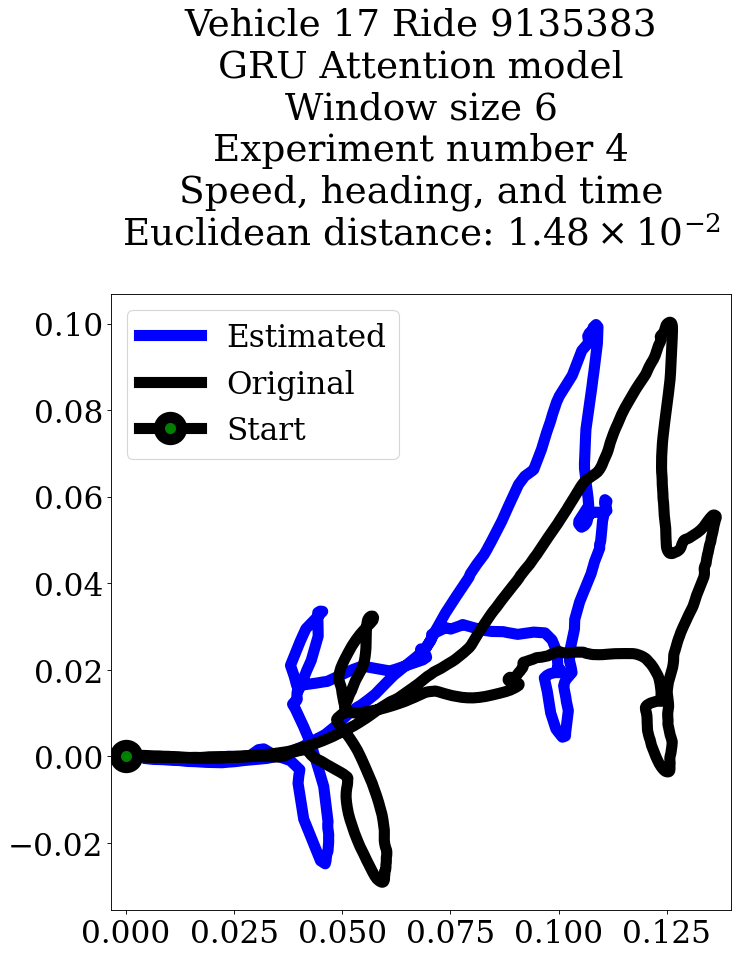 Vehicle 17 Ride 9135383
GRU Attention model
Window size 6
Experiment number 4
Speed, heading, and time
Euclidean distance: 1.48 × 10⁻²
Estimated
Original
Start
0.10
0.08
0.06
0.04
0.02
0.00
−0.02
0.000 0.025 0.050 0.075 0.100 0.125